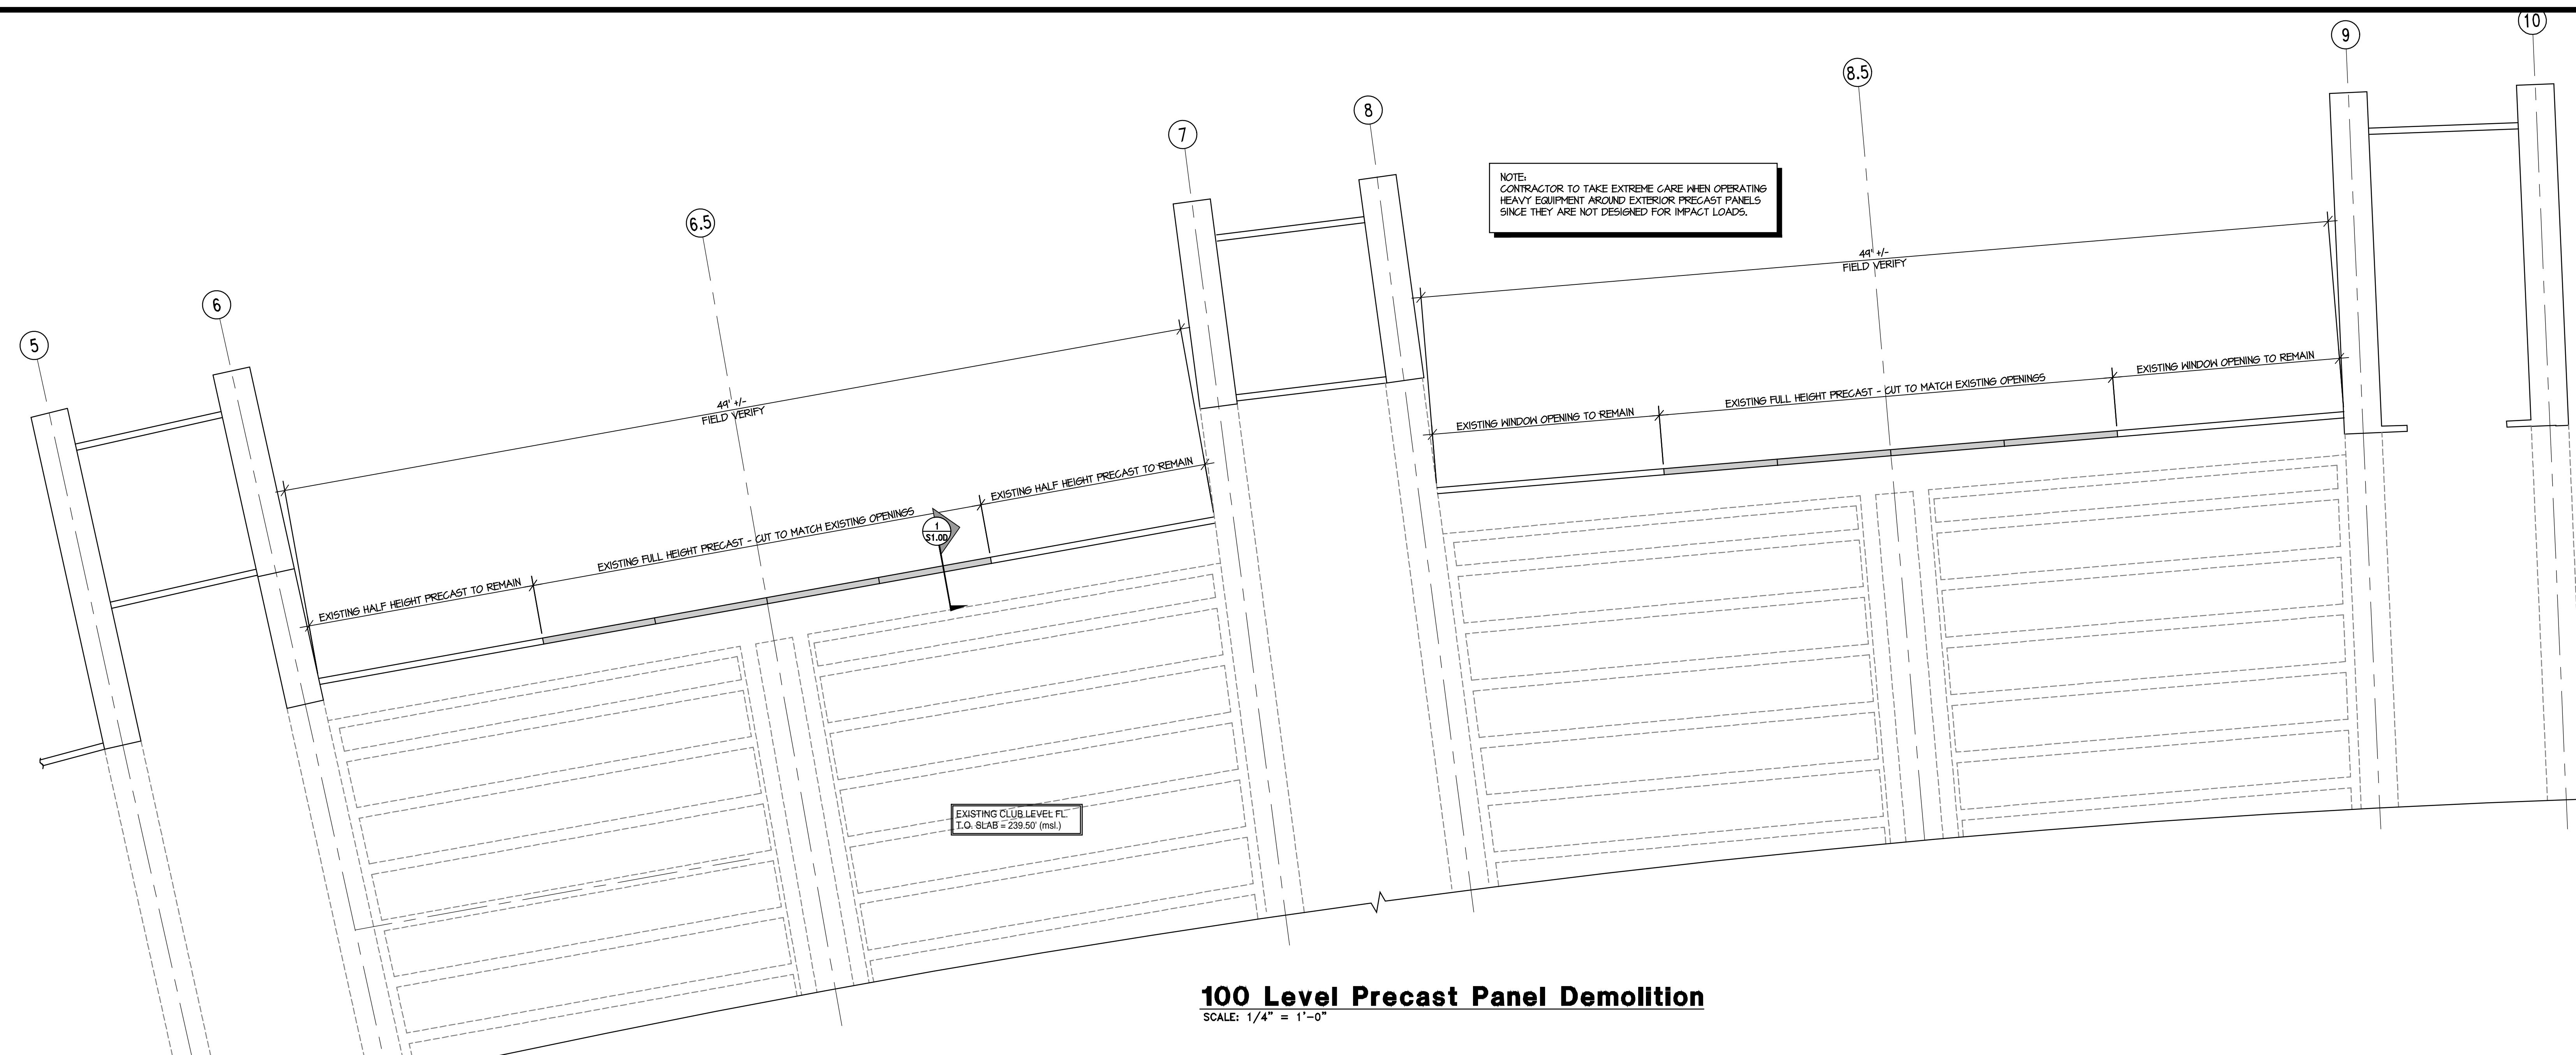 10
9
8.5
8
7
6.5
6
5
NOTE:
CONTRACTOR TO TAKE EXTREME CARE WHEN OPERATING
HEAVY EQUIPMENT AROUND EXTERIOR PRECAST PANELS
SINCE THEY ARE NOT DESIGNED FOR IMPACT LOADS.
49' +/-
FIELD VERIFY
49' +/-
FIELD VERIFY
EXISTING HALF HEIGHT PRECAST TO REMAIN
EXISTING FULL HEIGHT PRECAST - CUT TO MATCH EXISTING OPENINGS
EXISTING HALF HEIGHT PRECAST TO REMAIN
EXISTING WINDOW OPENING TO REMAIN
EXISTING FULL HEIGHT PRECAST - CUT TO MATCH EXISTING OPENINGS
EXISTING WINDOW OPENING TO REMAIN
1
S1.0D
EXISTING CLUB LEVEL FL.
T.O. SLAB = 239.50' (msl.)
100 Level Precast Panel Demolition
SCALE: 1/4" = 1'-0"